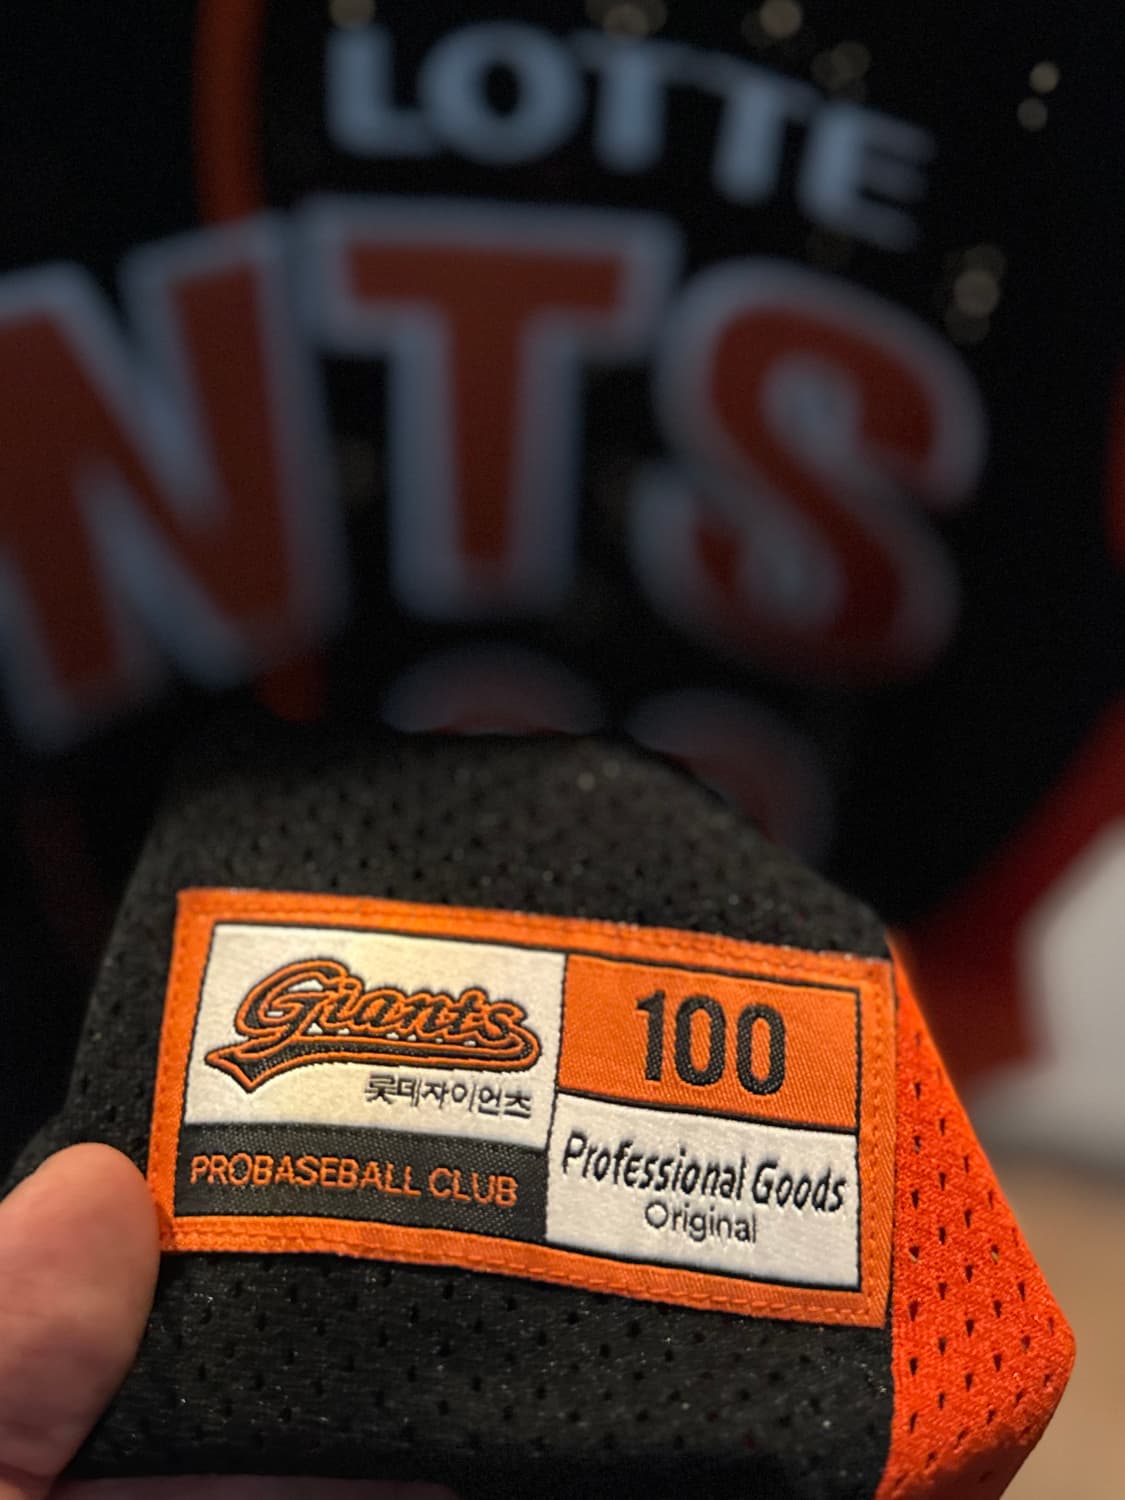 LOTTE
NTS
Giants
롯데자이언츠
PROBASEBALL CLUB
100
Professional Goods
Original